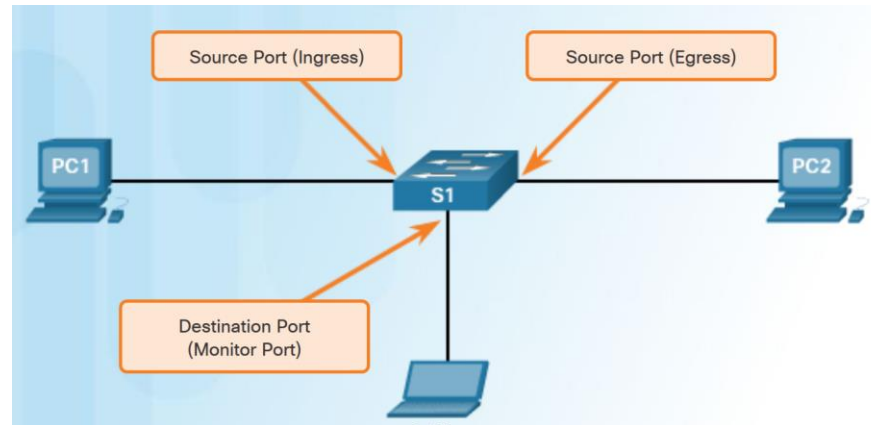 Source Port (Ingress)
Source Port (Egress)
PC1
PC2
S1
Destination Port
(Monitor Port)